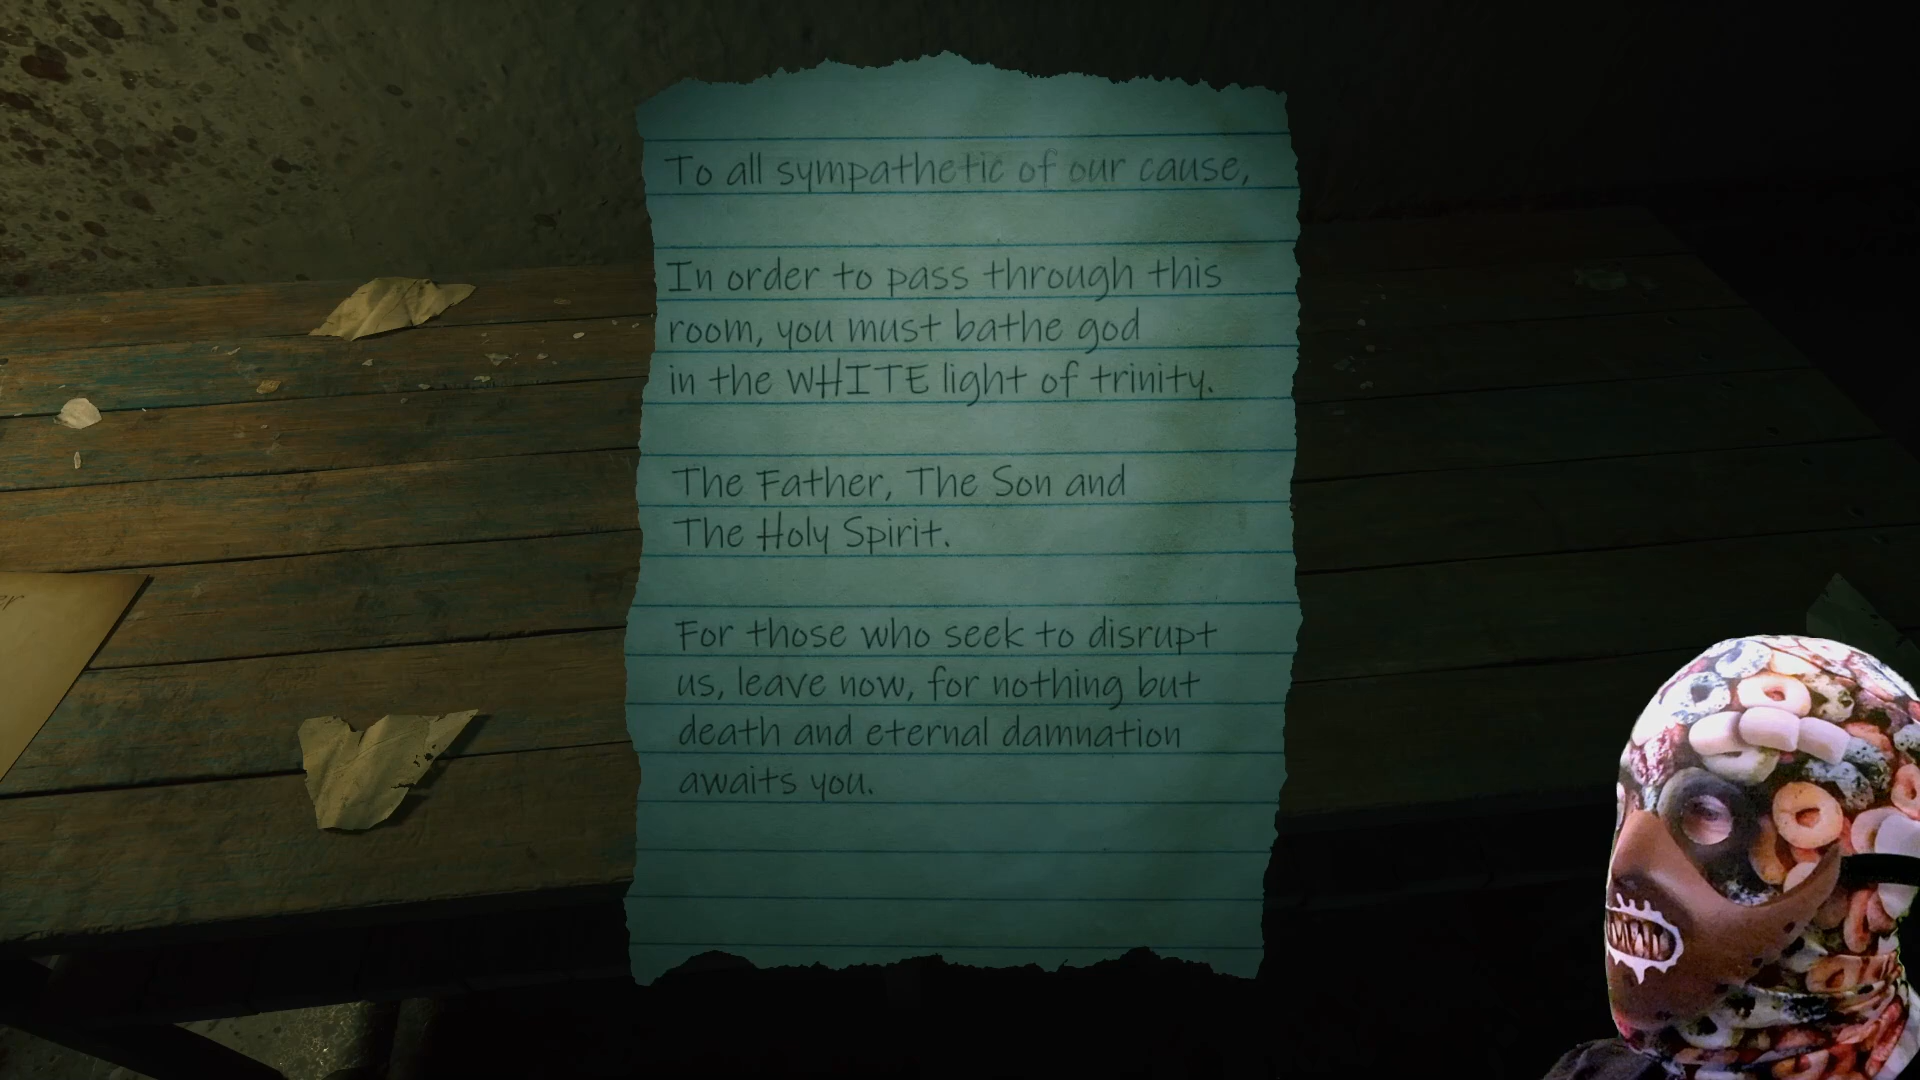 To all sympathetic of our cause,
In order to pass through this
room, you must bathe god
in the WHITE light of trinity.
The Father, The Son and
The Holy Spirit.
For those who seek to disrupt
us, leave now, for nothing but
death and eternal damnation
awaits you.